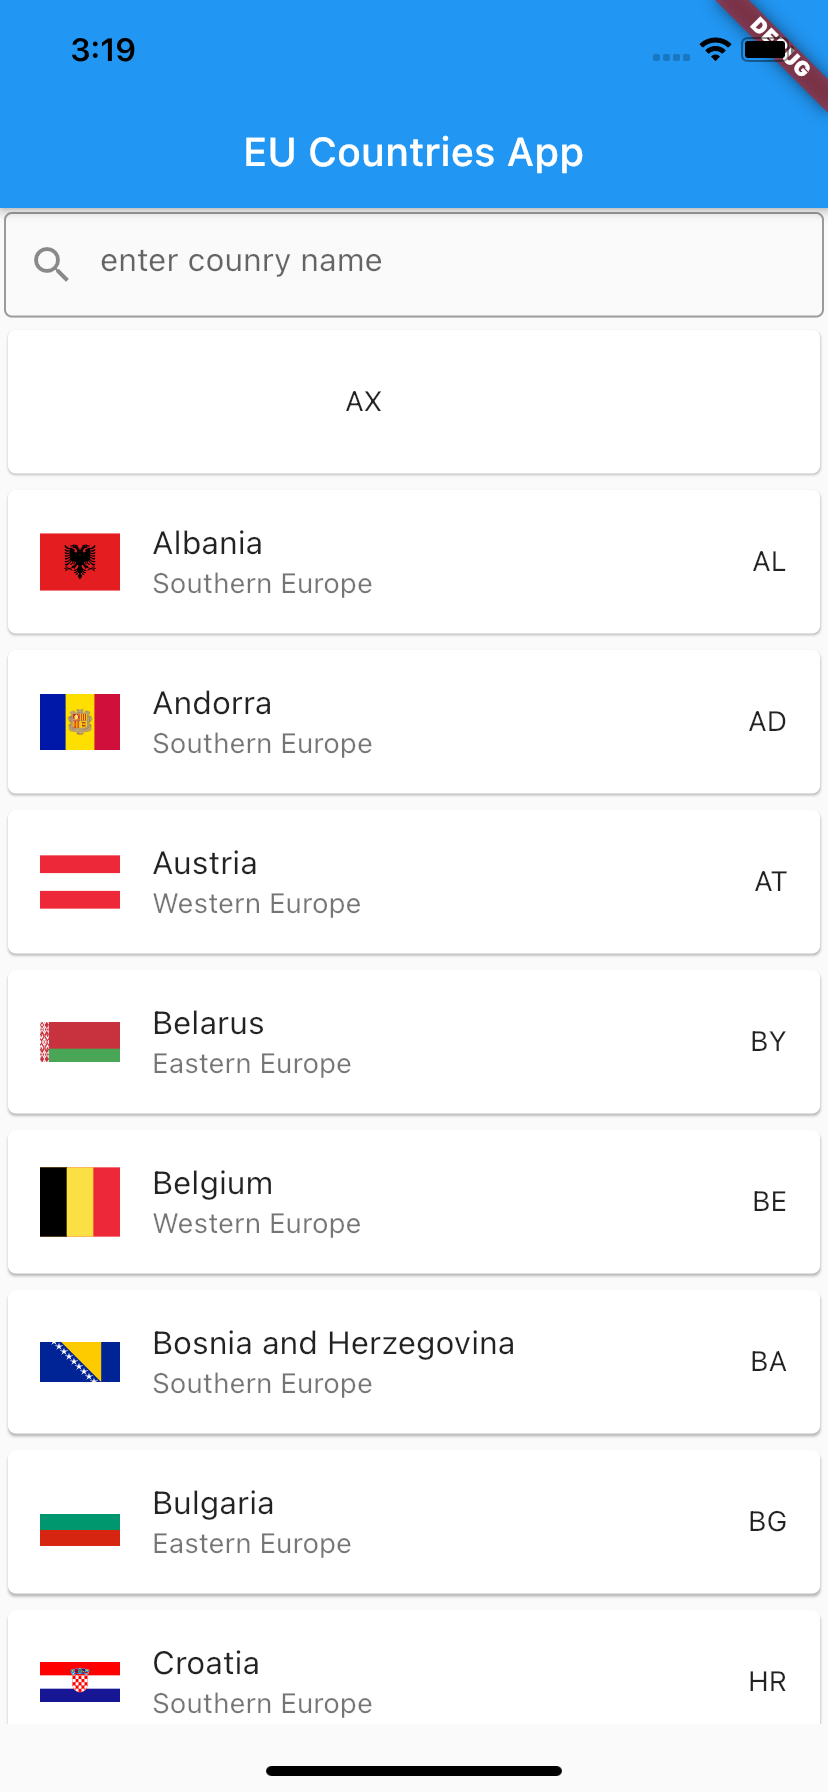 3:19
DEBUG
EU Countries App
enter counry name
AX
Albania
Southern Europe
AL
Andorra
Southern Europe
AD
Austria
Western Europe
AT
Belarus
Eastern Europe
BY
Belgium
Western Europe
BE
Bosnia and Herzegovina
Southern Europe
BA
Bulgaria
Eastern Europe
BG
Croatia
Southern Europe
HR